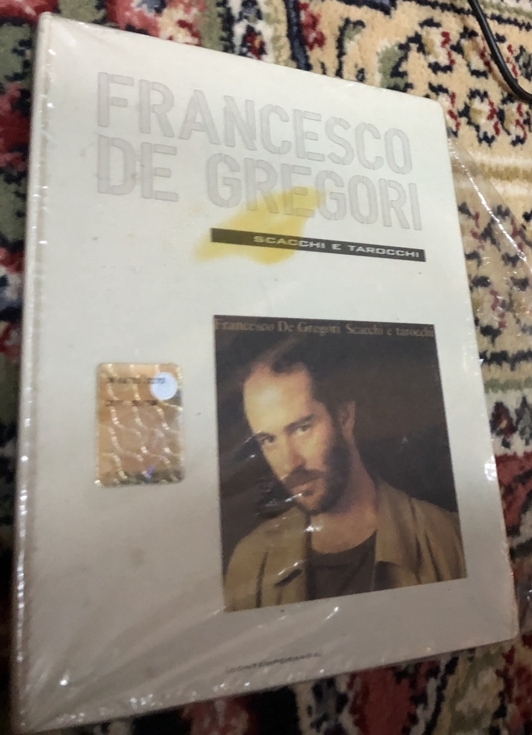 FRANCESCO
DE GREGORI
SCACCHI E TAROCCHI
Francesco De Gregori Scacchi e tarocchi